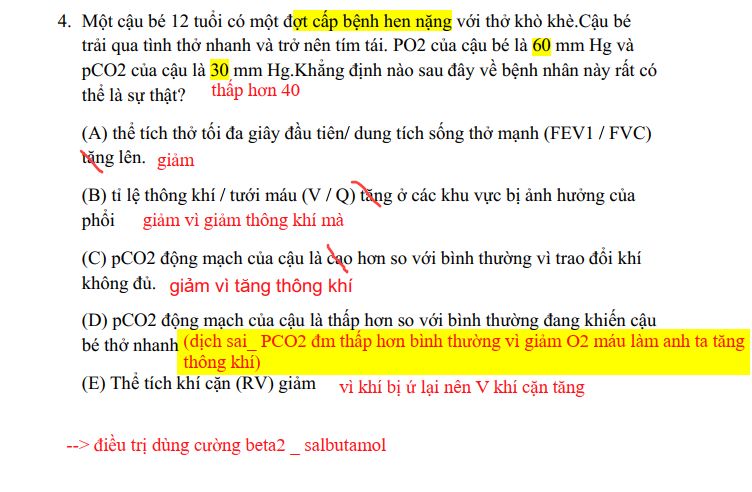 4. Một cậu bé 12 tuổi có một đợt cấp bệnh hen nặng với thở khò khè.Cậu bé
trải qua tình thở nhanh và trở nên tím tái. PO2 của cậu bé là 60 mm Hg và
pCO2 của cậu là 30 mm Hg.Khẳng định nào sau đây về bệnh nhân này rất có
thể là sự thật? thấp hơn 40
(A) thể tích thở tối đa giây đầu tiên/ dung tích sống thở mạnh (FEV1 / FVC)
tăng lên. giảm
(B) tỉ lệ thông khí / tưới máu (V / Q) tăng ở các khu vực bị ảnh hưởng của
phổi giảm vì giảm thông khí mà
(C) pCO2 động mạch của cậu là cao hơn so với bình thường vì trao đổi khí
không đủ. giảm vì tăng thông khí
(D) pCO2 động mạch của cậu là thấp hơn so với bình thường đang khiến cậu
bé thở nhanh (dịch sai_ PCO2 đm thấp hơn bình thường vì giảm O2 máu làm anh ta tăng
thông khí)
(E) Thể tích khí cặn (RV) giảm vì khí bị ứ lại nên V khí cặn tăng
--> điều trị dùng cường beta2 _ salbutamol